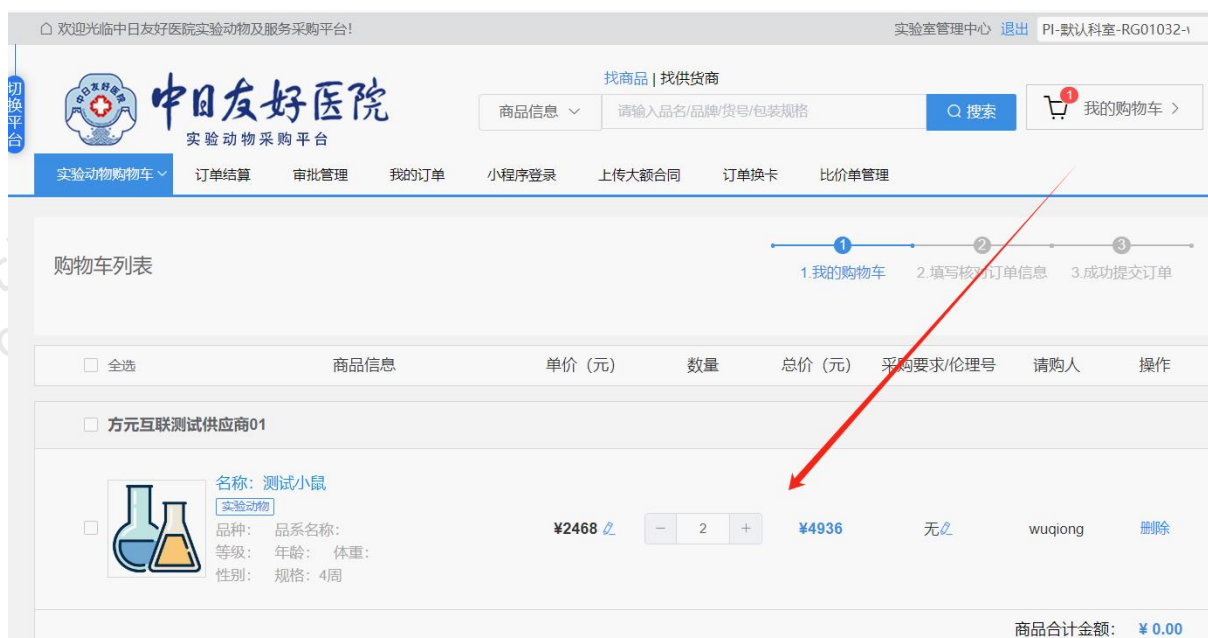 欢迎光临中日友好医院实验动物及服务采购平台!
实验室管理中心 退出 PI-默认科室-RG01032-
切换平台
中日友好医院
中日友好医院
实验动物采购平台
找商品 | 找供货商
商品信息 请输入品名/品牌/货号/包装规格 搜索
1 我的购物车 >
实验动物购物车 订单结算 审批管理 我的订单 小程序登录 上传大额合同 订单换卡 比价单管理
购物车列表
1 2 3
1.我的购物车 2.填写核对订单信息 3.成功提交订单
全选 商品信息 单价(元) 数量 总价(元) 采购要求/伦理号 请购人 操作
方元互联测试供应商01
名称:测试小鼠
实验动物
品种: 品系名称:
¥2468 - 2 + ¥4936 无 wuqiong 删除
等级: 年龄: 体重:
性别: 规格:4周
商品合计金额: ¥ 0.00